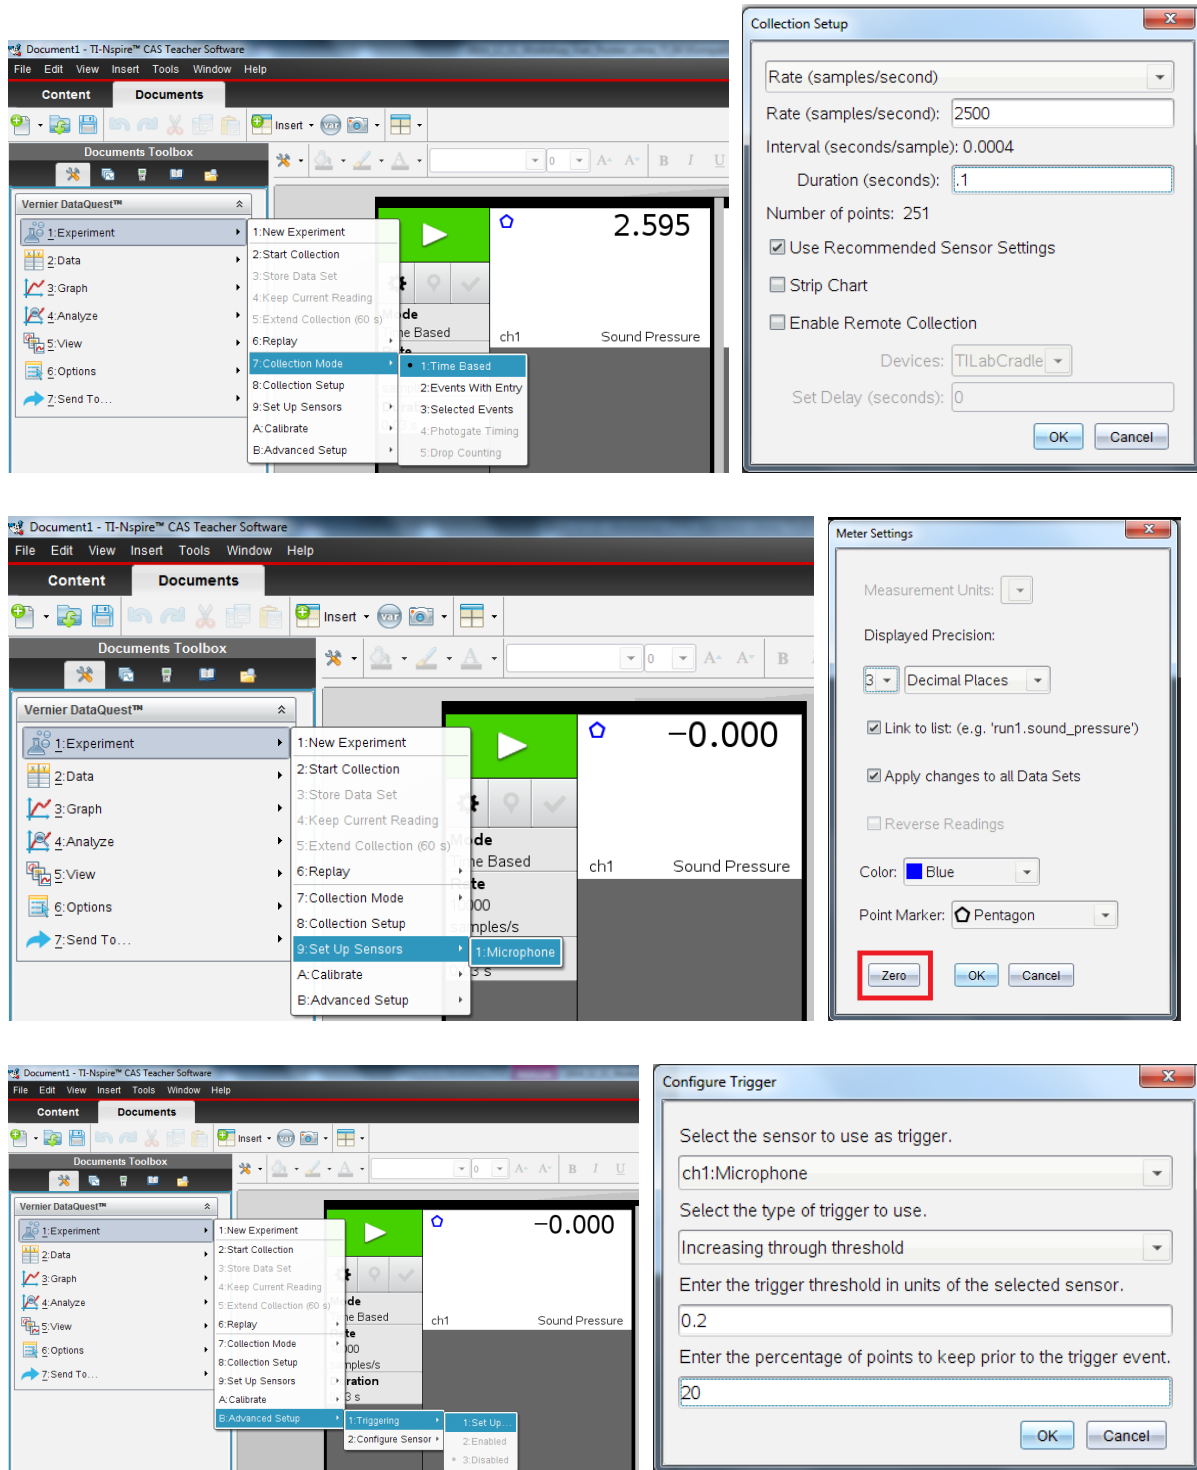 Document1 - TI-Nspire™ CAS Teacher Software
File Edit View Insert Tools Window Help
Content Documents
Insert
var
Documents Toolbox
0 A A B I U
Vernier DataQuest™
1:Experiment
2:Data
3:Graph
4:Analyze
5:View
6:Options
7:Send To...
1:New Experiment
2:Start Collection
3:Store Data Set
4:Keep Current Reading
5:Extend Collection (60 s)
6:Replay
7:Collection Mode
8:Collection Setup
9:Set Up Sensors
A:Calibrate
B:Advanced Setup
1:Time Based
2:Events With Entry
3:Selected Events
4:Photogate Timing
5:Drop Counting
2.595
ch1 Sound Pressure
Collection Setup
Rate (samples/second)
Rate (samples/second): 2500
Interval (seconds/sample): 0.0004
Duration (seconds): .1
Number of points: 251
Use Recommended Sensor Settings
Strip Chart
Enable Remote Collection
Devices: TILabCradle
Set Delay (seconds): 0
OK Cancel
Document1 - TI-Nspire™ CAS Teacher Software
File Edit View Insert Tools Window Help
Content Documents
Insert
var
Documents Toolbox
0 A A B
Vernier DataQuest™
1:Experiment
2:Data
3:Graph
4:Analyze
5:View
6:Options
7:Send To...
1:New Experiment
2:Start Collection
3:Store Data Set
4:Keep Current Reading
5:Extend Collection (60 s)
6:Replay
7:Collection Mode
8:Collection Setup
9:Set Up Sensors
A:Calibrate
B:Advanced Setup
1:Microphone
−0.000
ch1 Sound Pressure
Meter Settings
Measurement Units:
Displayed Precision:
3 Decimal Places
Link to list: (e.g. 'run1.sound_pressure')
Apply changes to all Data Sets
Reverse Readings
Color: Blue
Point Marker: Pentagon
Zero OK Cancel
Document1 - TI-Nspire™ CAS Teacher Software
File Edit View Insert Tools Window Help
Content Documents
Insert
var
Documents Toolbox
0 A A B I U
Vernier DataQuest™
1:Experiment
2:Data
3:Graph
4:Analyze
5:View
6:Options
7:Send To...
1:New Experiment
2:Start Collection
3:Store Data Set
4:Keep Current Reading
5:Extend Collection (60 s)
6:Replay
7:Collection Mode
8:Collection Setup
9:Set Up Sensors
A:Calibrate
B:Advanced Setup
1:Triggering
2:Configure Sensor
1:Set Up...
2:Enabled
3:Disabled
−0.000
ch1 Sound Pressure
Configure Trigger
Select the sensor to use as trigger.
ch1:Microphone
Select the type of trigger to use.
Increasing through threshold
Enter the trigger threshold in units of the selected sensor.
0.2
Enter the percentage of points to keep prior to the trigger event.
20
OK Cancel